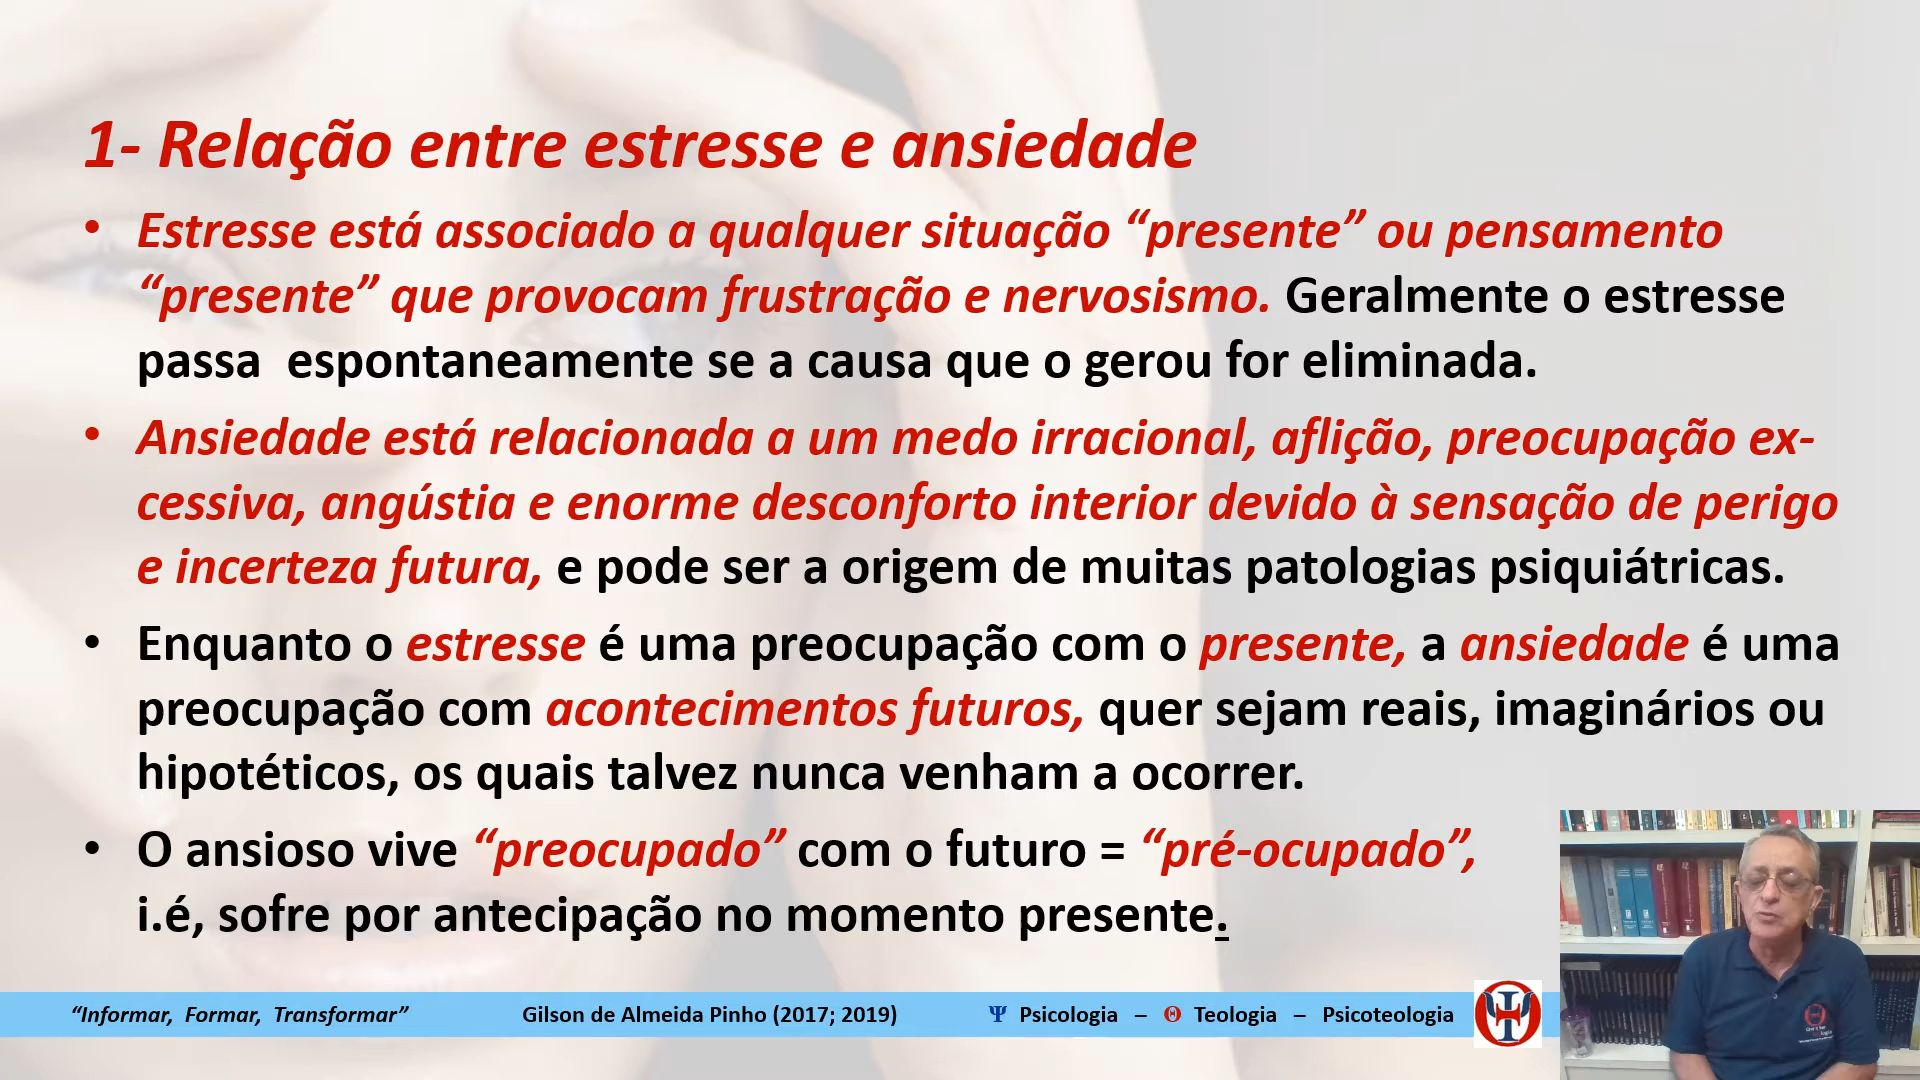 1- Relação entre estresse e ansiedade
• Estresse está associado a qualquer situação “presente” ou pensamento
“presente” que provocam frustração e nervosismo. Geralmente o estresse
passa  espontaneamente se a causa que o gerou for eliminada.
• Ansiedade está relacionada a um medo irracional, aflição, preocupação ex-
cessiva, angústia e enorme desconforto interior devido à sensação de perigo
e incerteza futura, e pode ser a origem de muitas patologias psiquiátricas.
• Enquanto o estresse é uma preocupação com o presente, a ansiedade é uma
preocupação com acontecimentos futuros, quer sejam reais, imaginários ou
hipotéticos, os quais talvez nunca venham a ocorrer.
• O ansioso vive “preocupado” com o futuro = “pré-ocupado”,
i.é, sofre por antecipação no momento presente.
“Informar, Formar, Transformar” Gilson de Almeida Pinho (2017; 2019) Ψ Psicologia – Θ Teologia – Psicoteologia